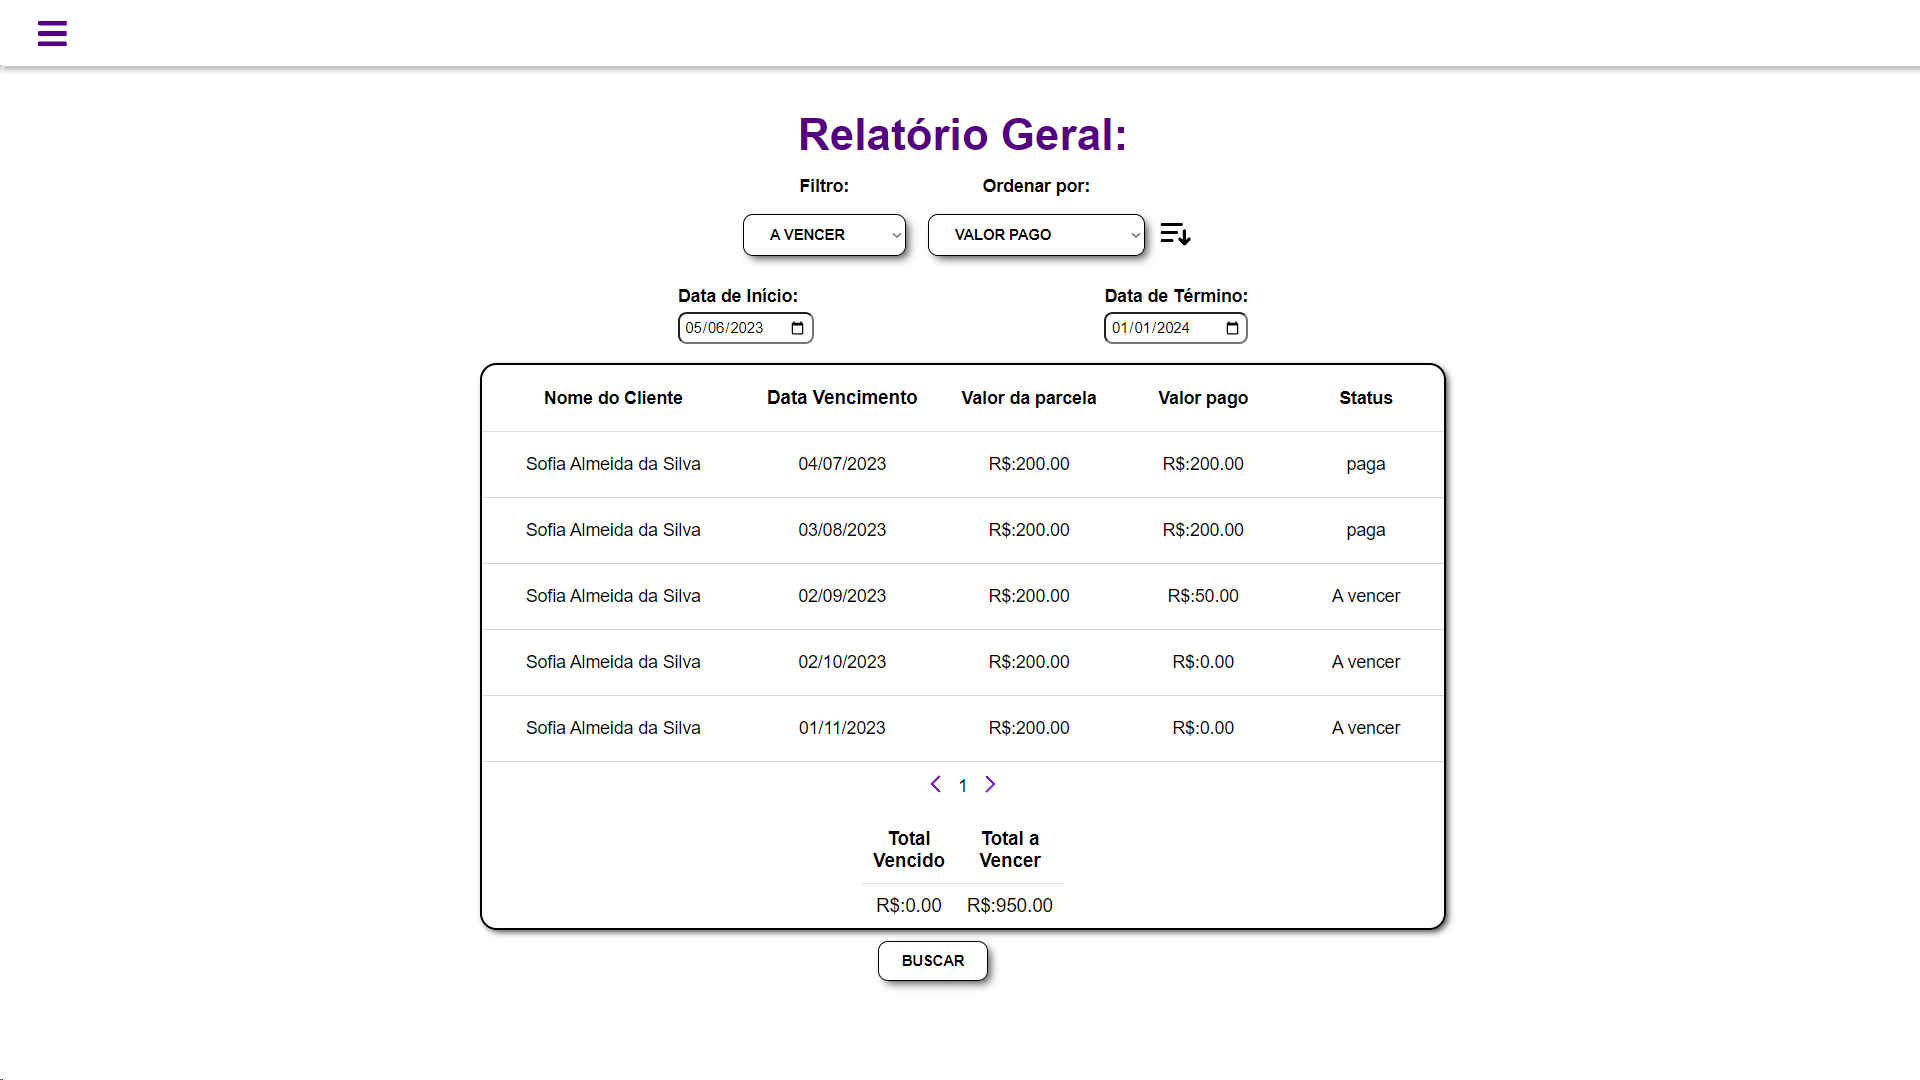 Relatório Geral:
Filtro: Ordenar por:
A VENCER VALOR PAGO
Data de Início: Data de Término:
05/06/2023 01/01/2024
Nome do Cliente Data Vencimento Valor da parcela Valor pago Status
Sofia Almeida da Silva 04/07/2023 R$:200.00 R$:200.00 paga
Sofia Almeida da Silva 03/08/2023 R$:200.00 R$:200.00 paga
Sofia Almeida da Silva 02/09/2023 R$:200.00 R$:50.00 A vencer
Sofia Almeida da Silva 02/10/2023 R$:200.00 R$:0.00 A vencer
Sofia Almeida da Silva 01/11/2023 R$:200.00 R$:0.00 A vencer
1
Total Total a
Vencido Vencer
R$:0.00 R$:950.00
BUSCAR